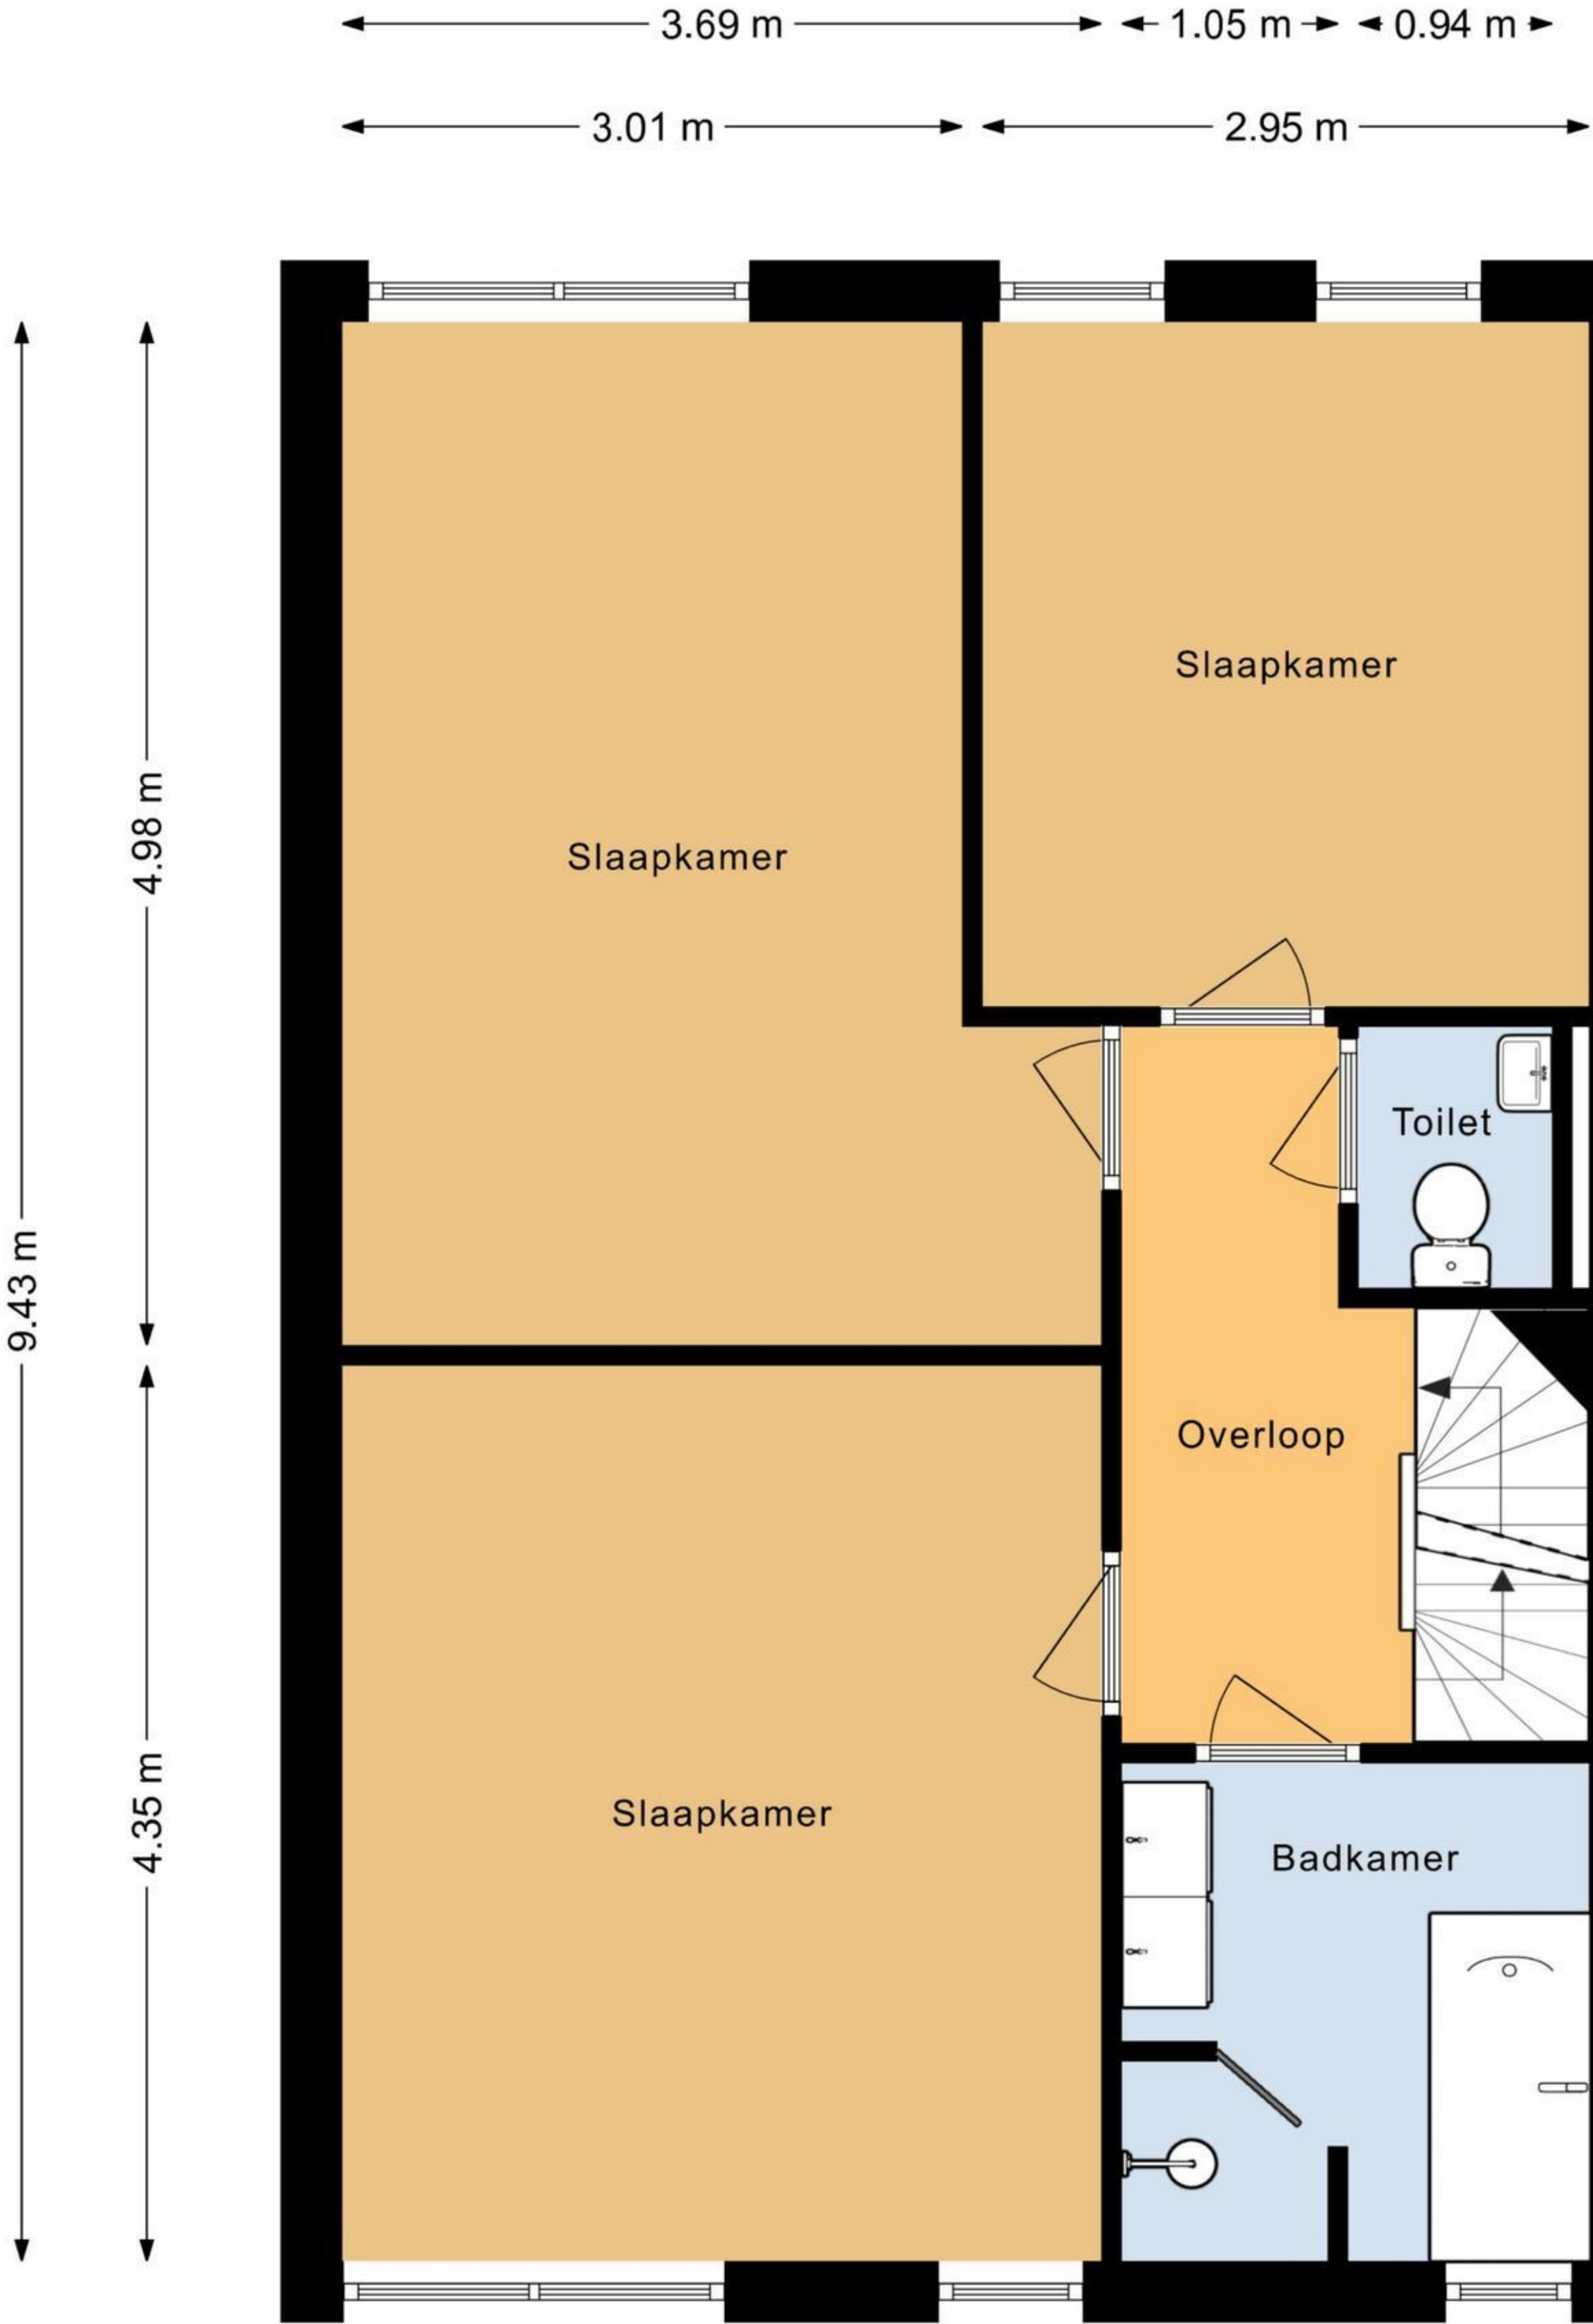 3.69 m
1.05 m
0.94 m
3.01 m
2.95 m
Slaapkamer
Slaapkamer
4.98 m
Toilet
9.43 m
Overloop
Slaapkamer
4.35 m
Badkamer